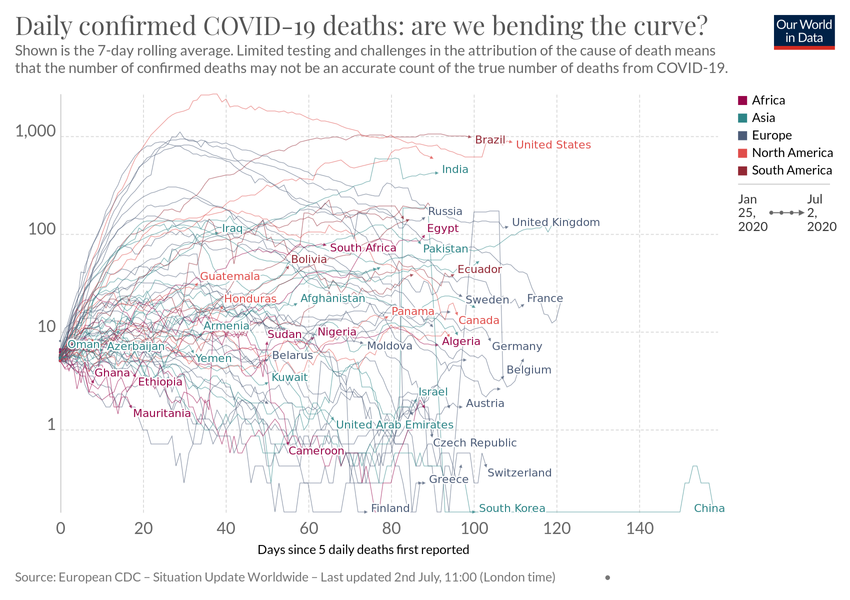 Daily confirmed COVID-19 deaths: are we bending the curve?
Our World
in Data
Shown is the 7-day rolling average. Limited testing and challenges in the attribution of the cause of death means
that the number of confirmed deaths may not be an accurate count of the true number of deaths from COVID-19.
Africa
Asia
Europe
North America
South America
Jan
25,
2020
Jul
2,
2020
1,000
100
10
1
Brazil
United States
India
Russia
United Kingdom
Iraq
Egypt
South Africa
Pakistan
Bolivia
Ecuador
Guatemala
Honduras
Afghanistan
Sweden
France
Panama
Canada
Armenia
Sudan
Nigeria
Oman
Azerbaijan
Moldova
Algeria
Germany
Yemen
Belarus
Ghana
Ethiopia
Kuwait
Belgium
Israel
Mauritania
Austria
United Arab Emirates
Czech Republic
Cameroon
Greece
Switzerland
Finland
South Korea
China
0
20
40
60
80
100
120
140
Days since 5 daily deaths first reported
Source: European CDC – Situation Update Worldwide – Last updated 2nd July, 11:00 (London time)